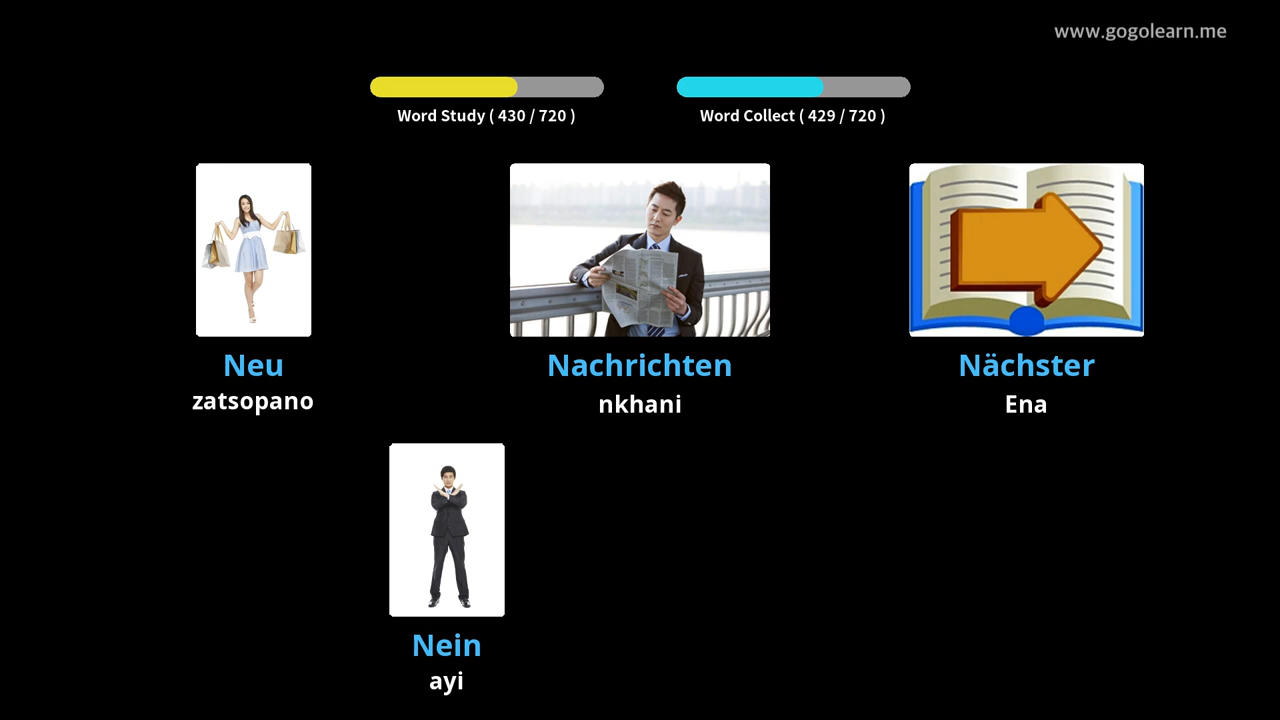 www.gogolearn.me
Word Study ( 430 / 720 )
Word Collect ( 429 / 720 )
Neu
zatsopano
Nachrichten
nkhani
Nächster
Ena
Nein
ayi